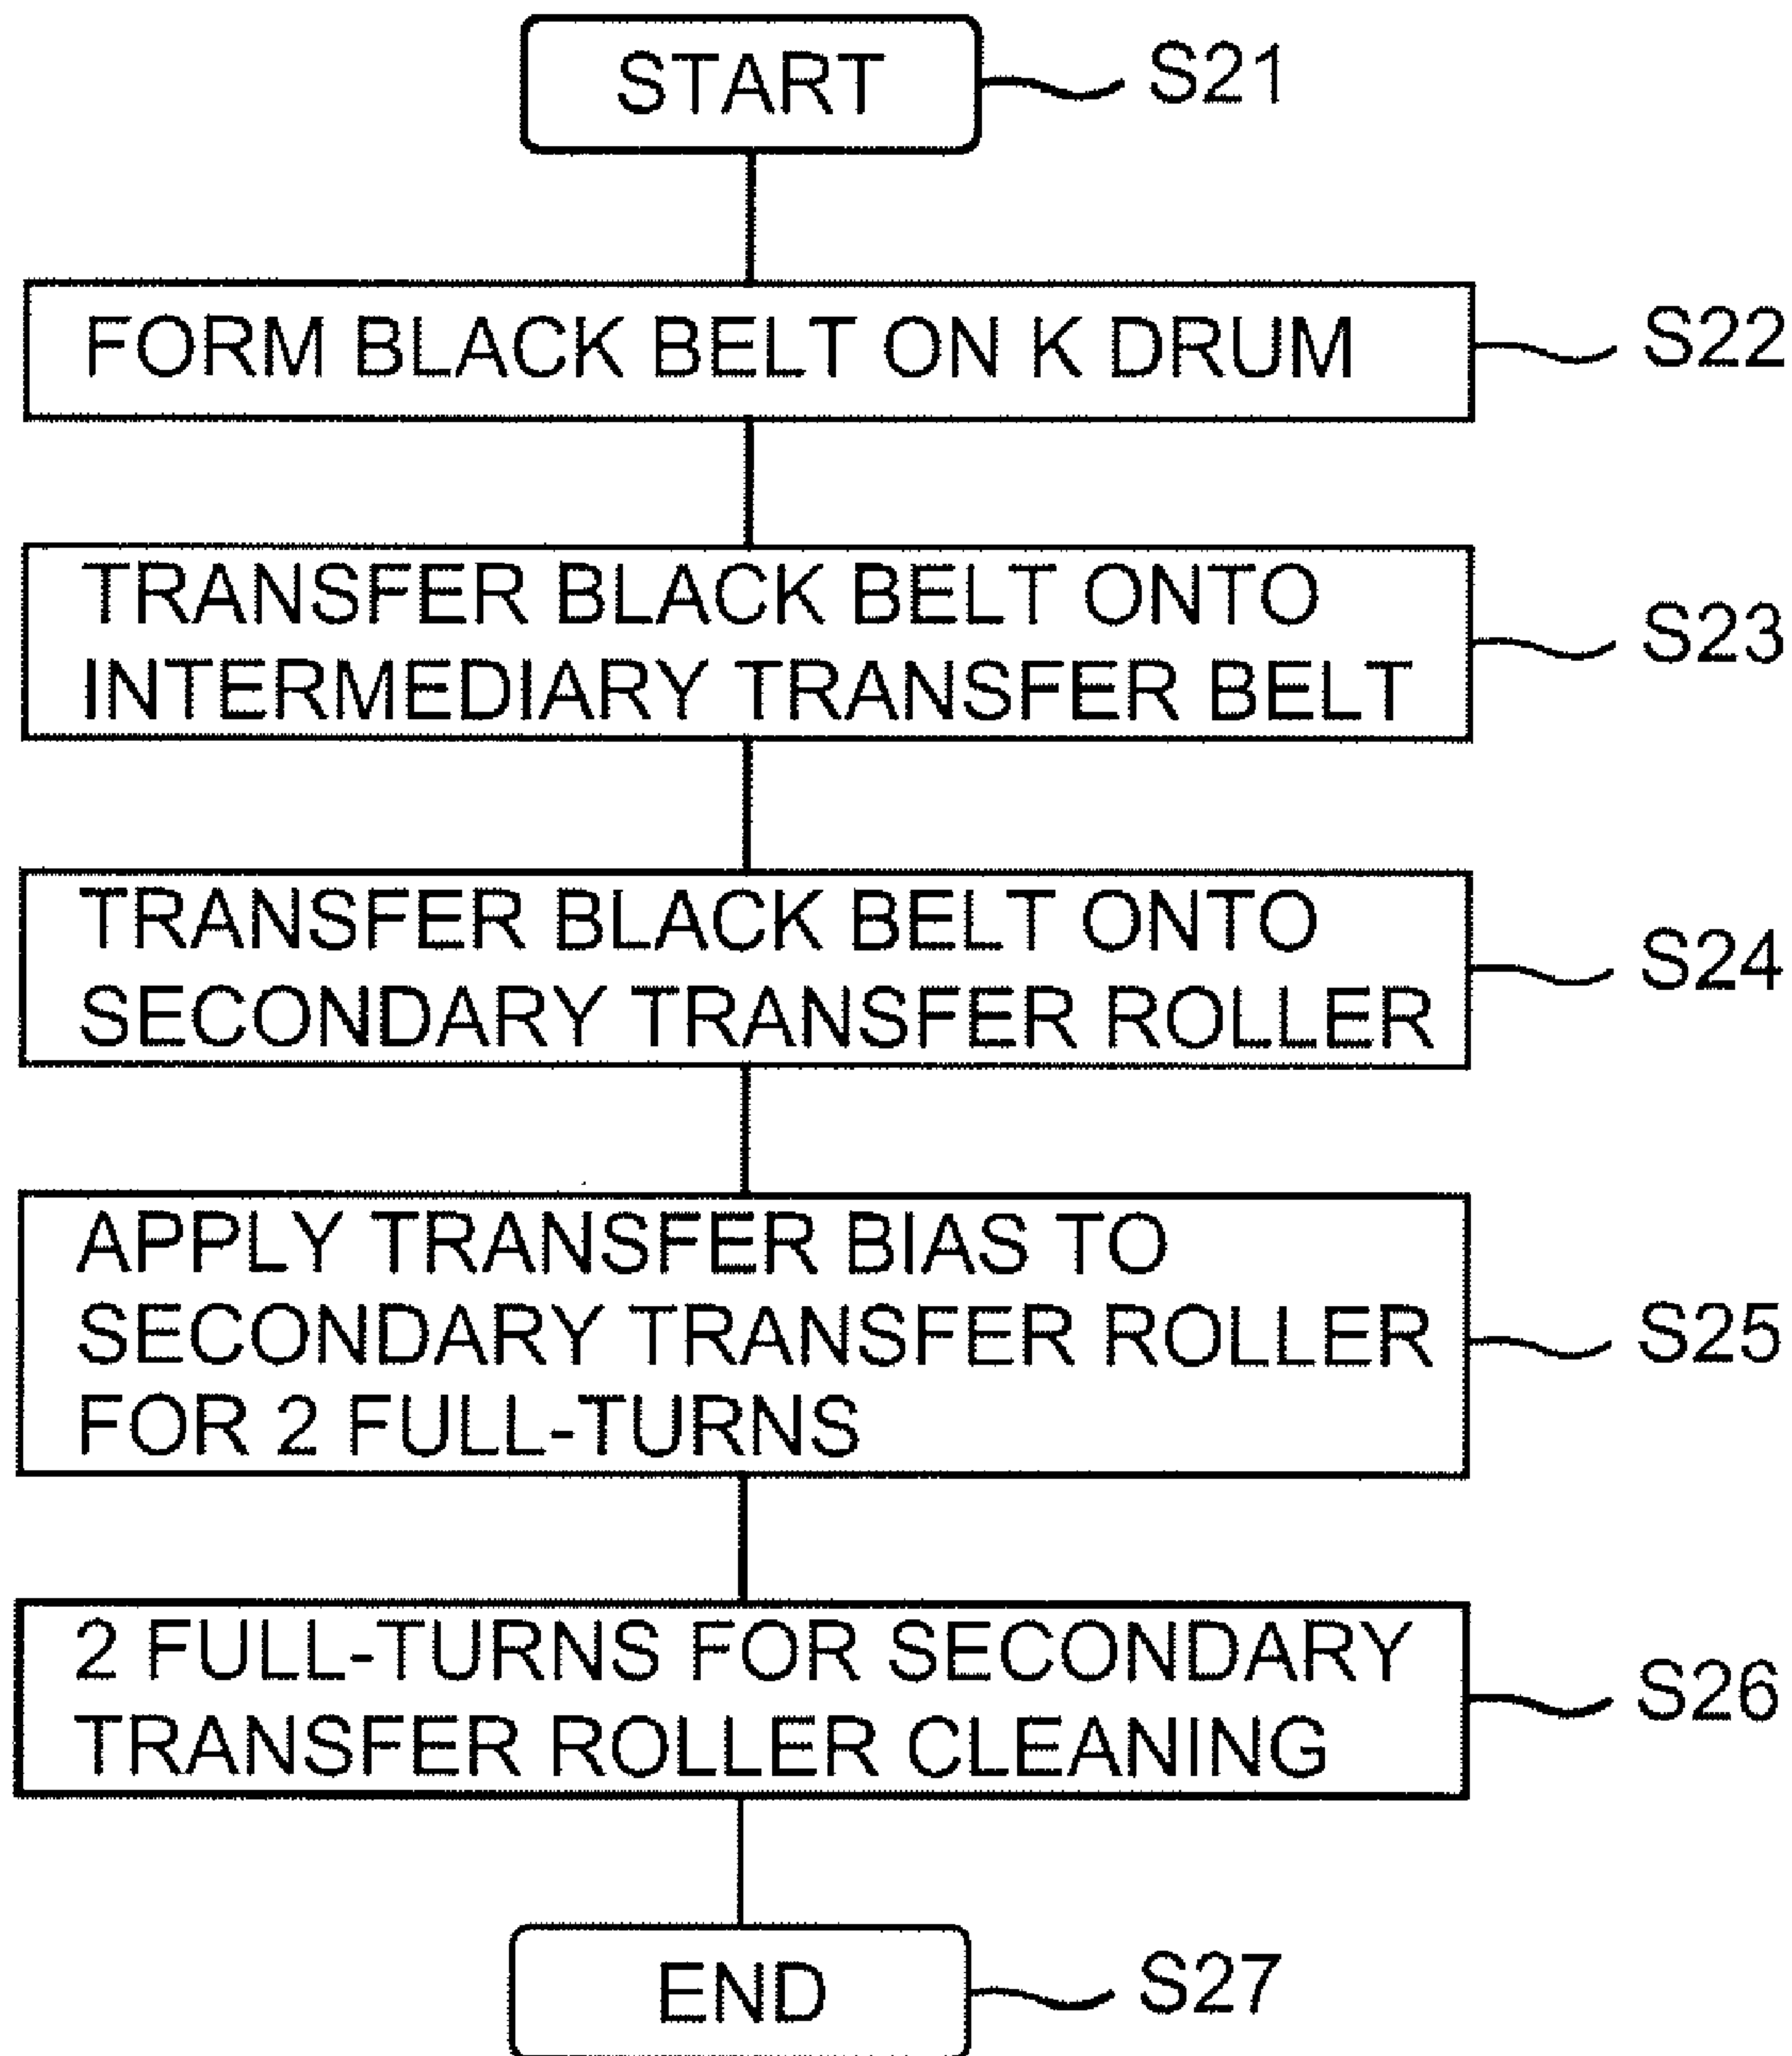 START
S21
FORM BLACK BELT ON K DRUM
S22
TRANSFER BLACK BELT ONTO
INTERMEDIARY TRANSFER BELT
S23
TRANSFER BLACK BELT ONTO
SECONDARY TRANSFER ROLLER
S24
APPLY TRANSFER BIAS TO
SECONDARY TRANSFER ROLLER
FOR 2 FULL-TURNS
S25
2 FULL-TURNS FOR SECONDARY
TRANSFER ROLLER CLEANING
S26
END
S27